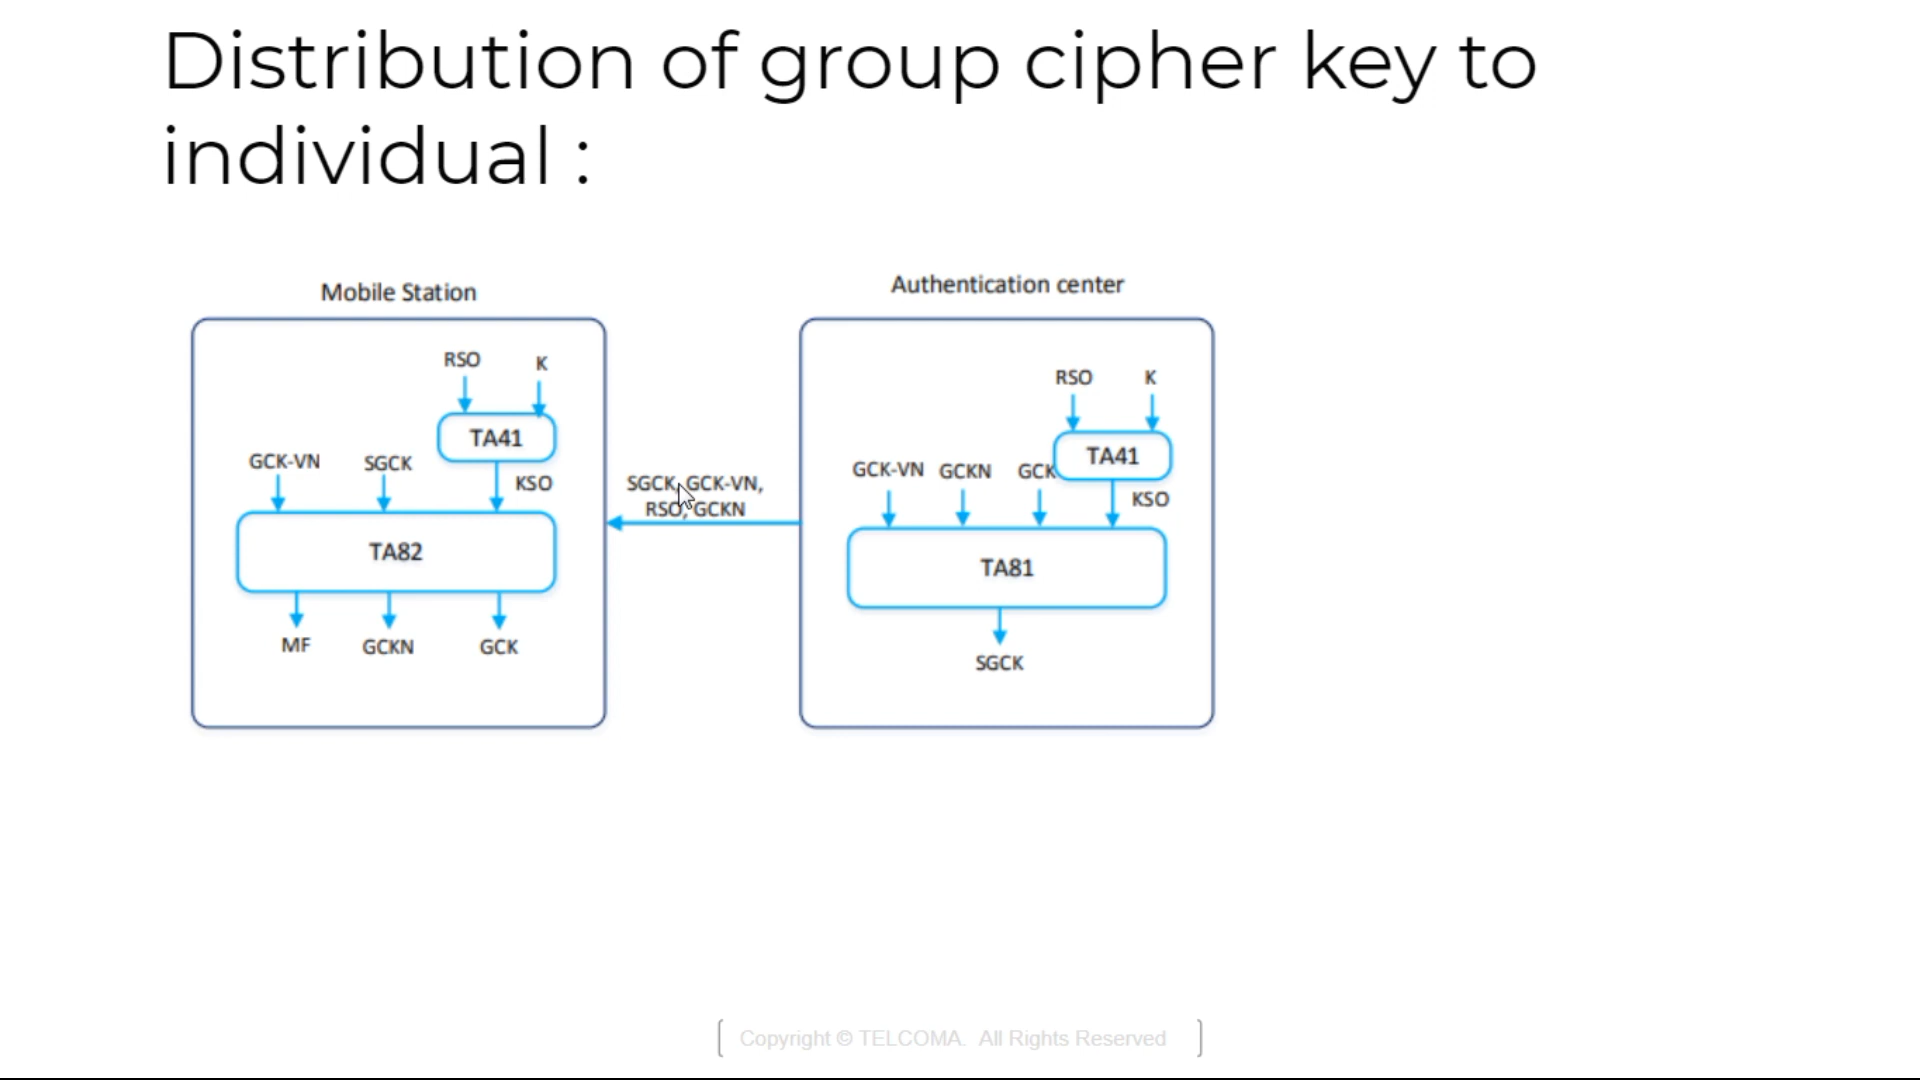 Distribution of group cipher key to
individual :
Mobile Station
RSO K
TA41
GCK-VN SGCK KSO
TA82
MF GCKN GCK
SGCK, GCK-VN,
RSO, GCKN
Authentication center
RSO K
TA41
GCK-VN GCKN GCK KSO
TA81
SGCK
Copyright © TELCOMA. All Rights Reserved